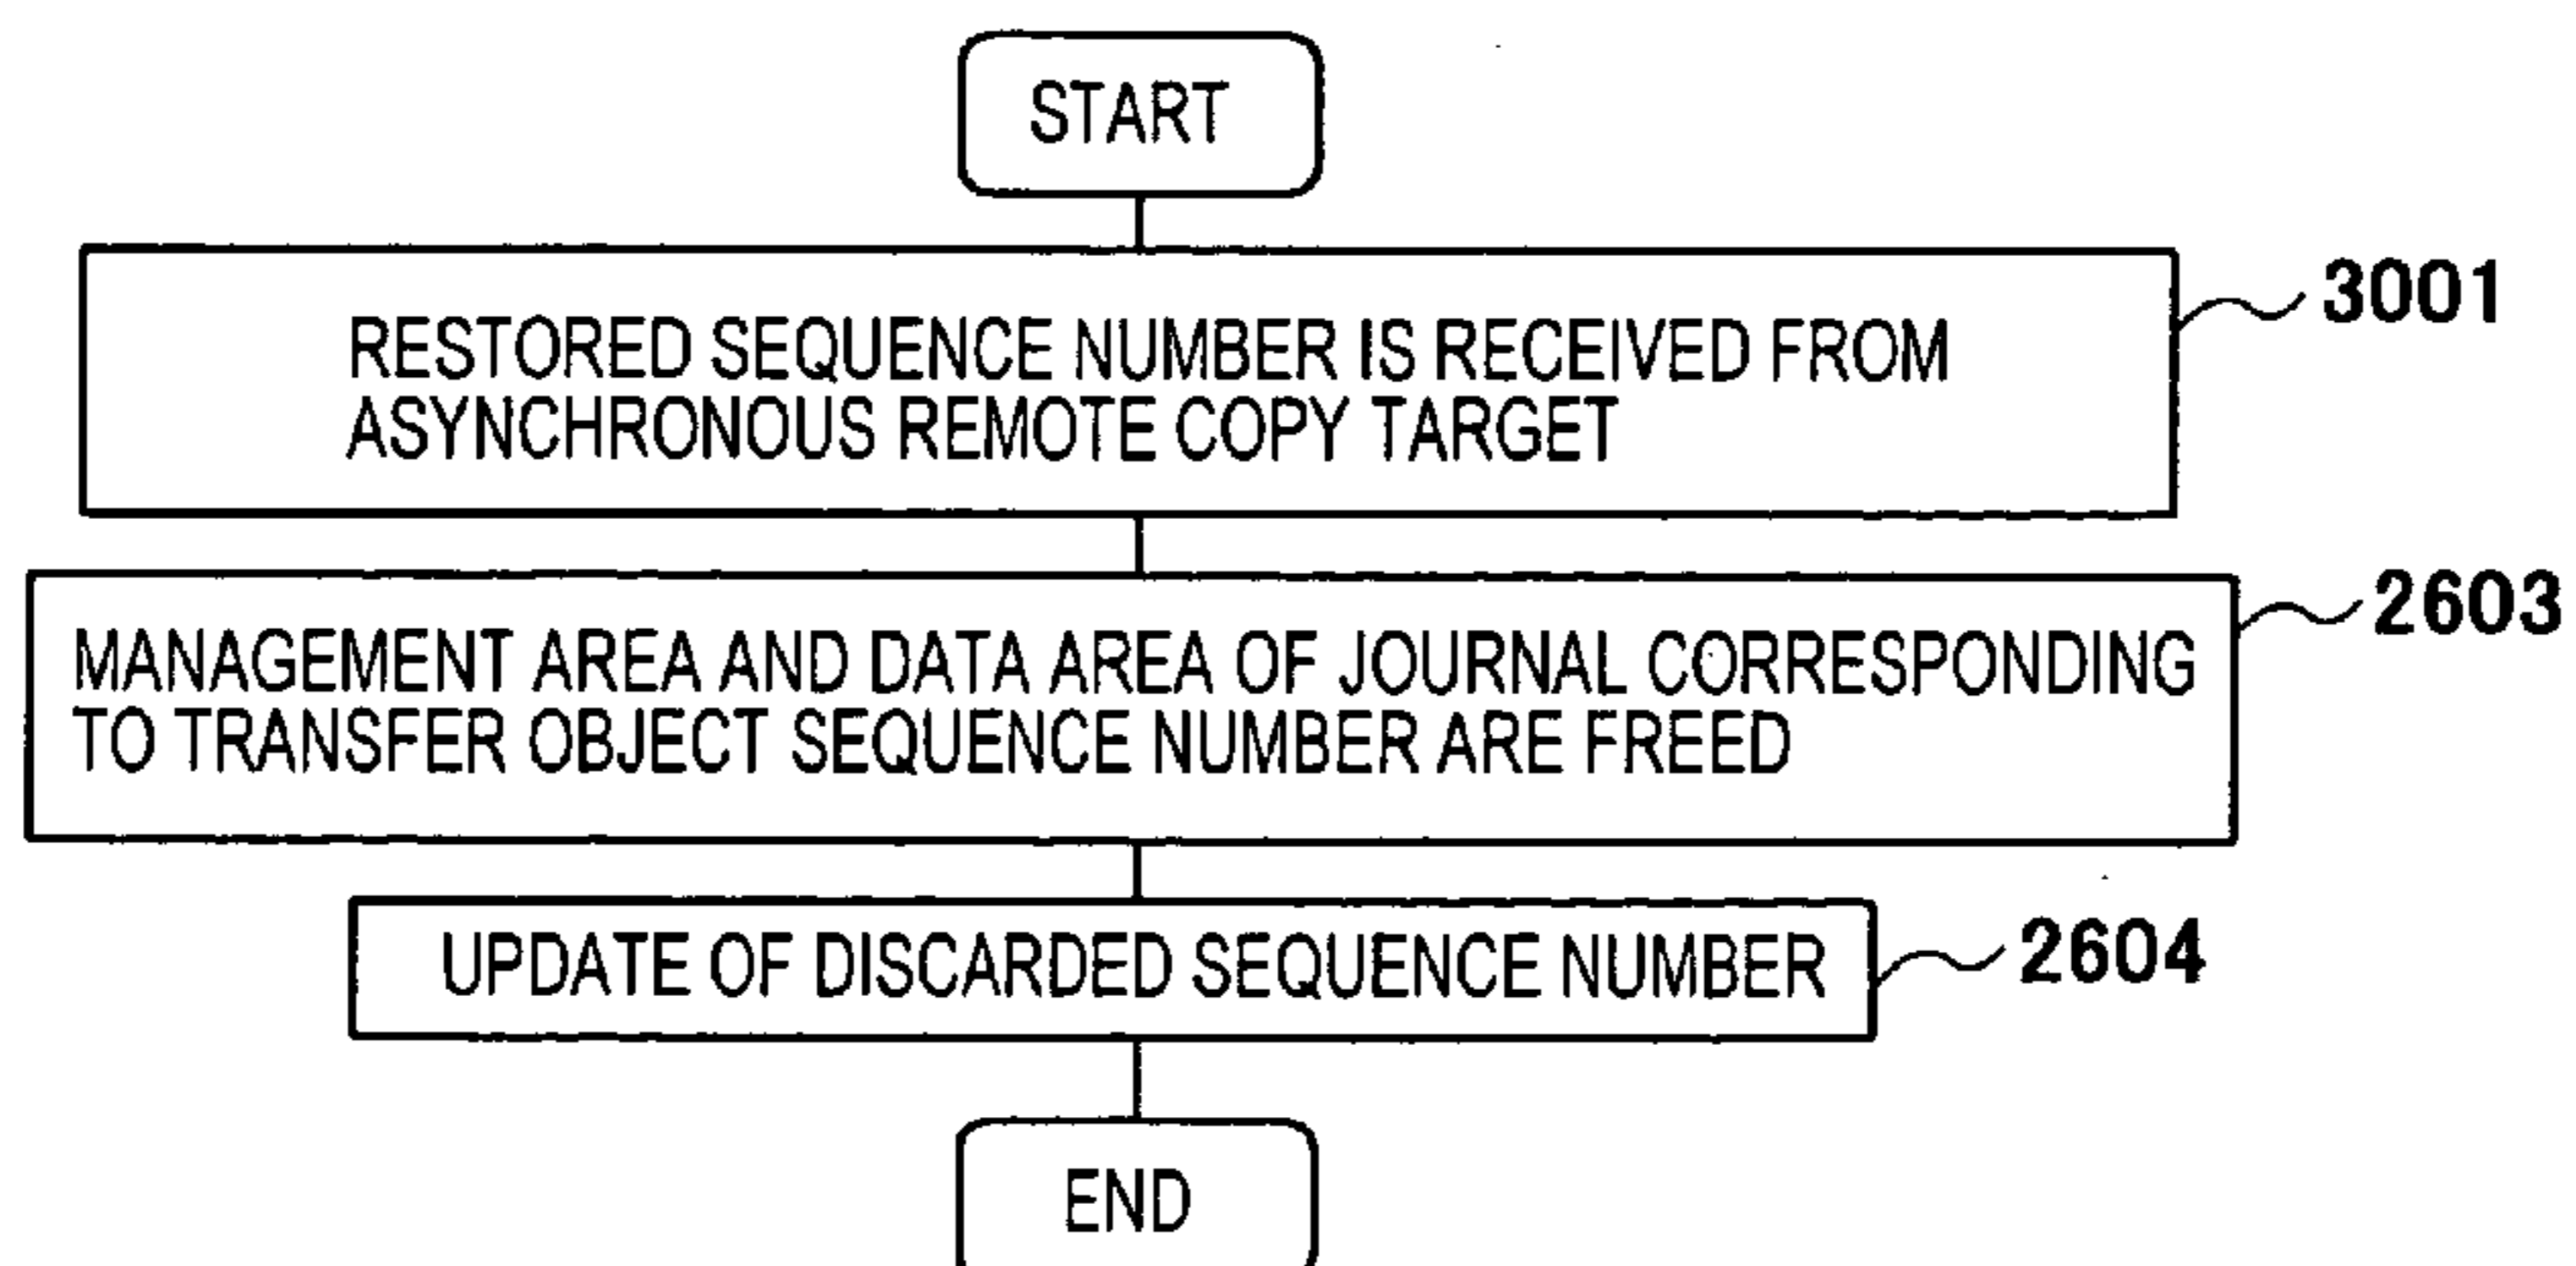 START
RESTORED SEQUENCE NUMBER IS RECEIVED FROM
ASYNCHRONOUS REMOTE COPY TARGET
3001
MANAGEMENT AREA AND DATA AREA OF JOURNAL CORRESPONDING
TO TRANSFER OBJECT SEQUENCE NUMBER ARE FREED
2603
UPDATE OF DISCARDED SEQUENCE NUMBER
2604
END